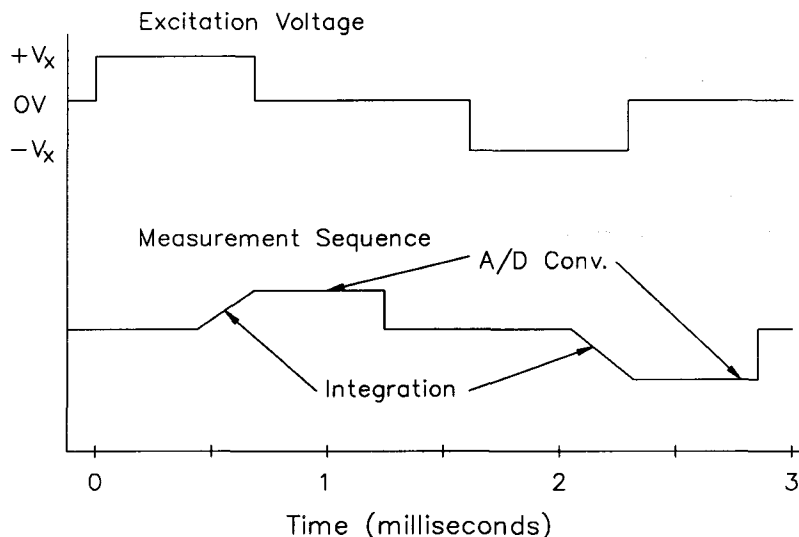 Excitation Voltage
+Vx
0V
−Vx
Measurement Sequence
A/D Conv.
Integration
0 1 2 3
Time (milliseconds)